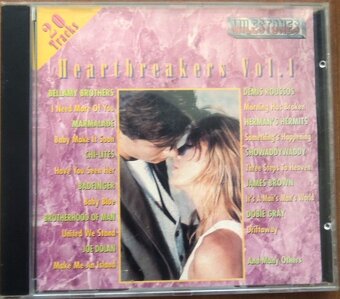 20
Tracks
MILESTONES
Heartbreakers Vol.1
BELLAMY BROTHERS
I Need More Of You
MARMALADE
Baby Make It Soon
CHI-LITES
Have You Seen Her
BADFINGER
Baby Blue
BROTHERHOOD OF MAN
United We Stand
JOE DOLAN
Make Me An Island
DEMIS ROUSSOS
Morning Has Broken
HERMAN'S HERMITS
Something's Happening
SHOWADDYWADDY
Three Steps To Heaven
JAMES BROWN
It's A Man's Man's World
DOBIE GRAY
Driftaway
And Many Others